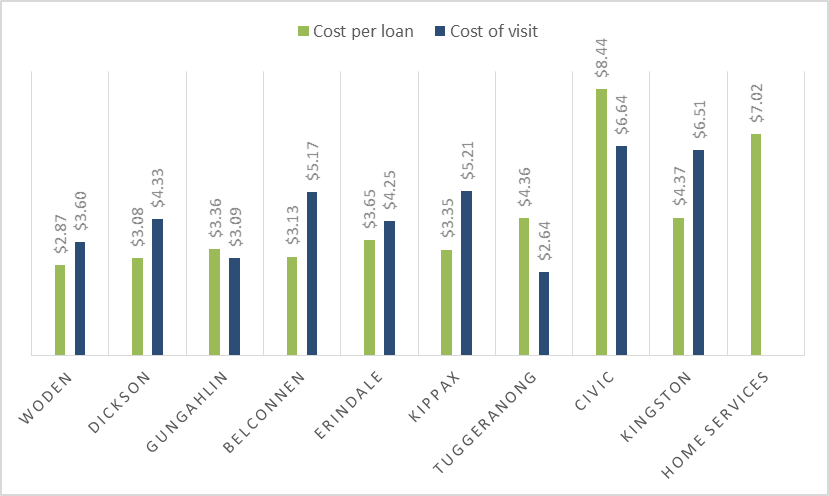 Cost per loan Cost of visit
$2.87 $3.60 $3.08 $4.33 $3.36 $3.09 $3.13 $5.17 $3.65 $4.25 $3.35 $5.21 $4.36 $2.64 $8.44 $6.64 $4.37 $6.51 $7.02
WODEN
DICKSON
GUNGAHLIN
BELCONNEN
ERINDALE
KIPPAX
TUGGERANONG
CIVIC
KINGSTON
HOME SERVICES